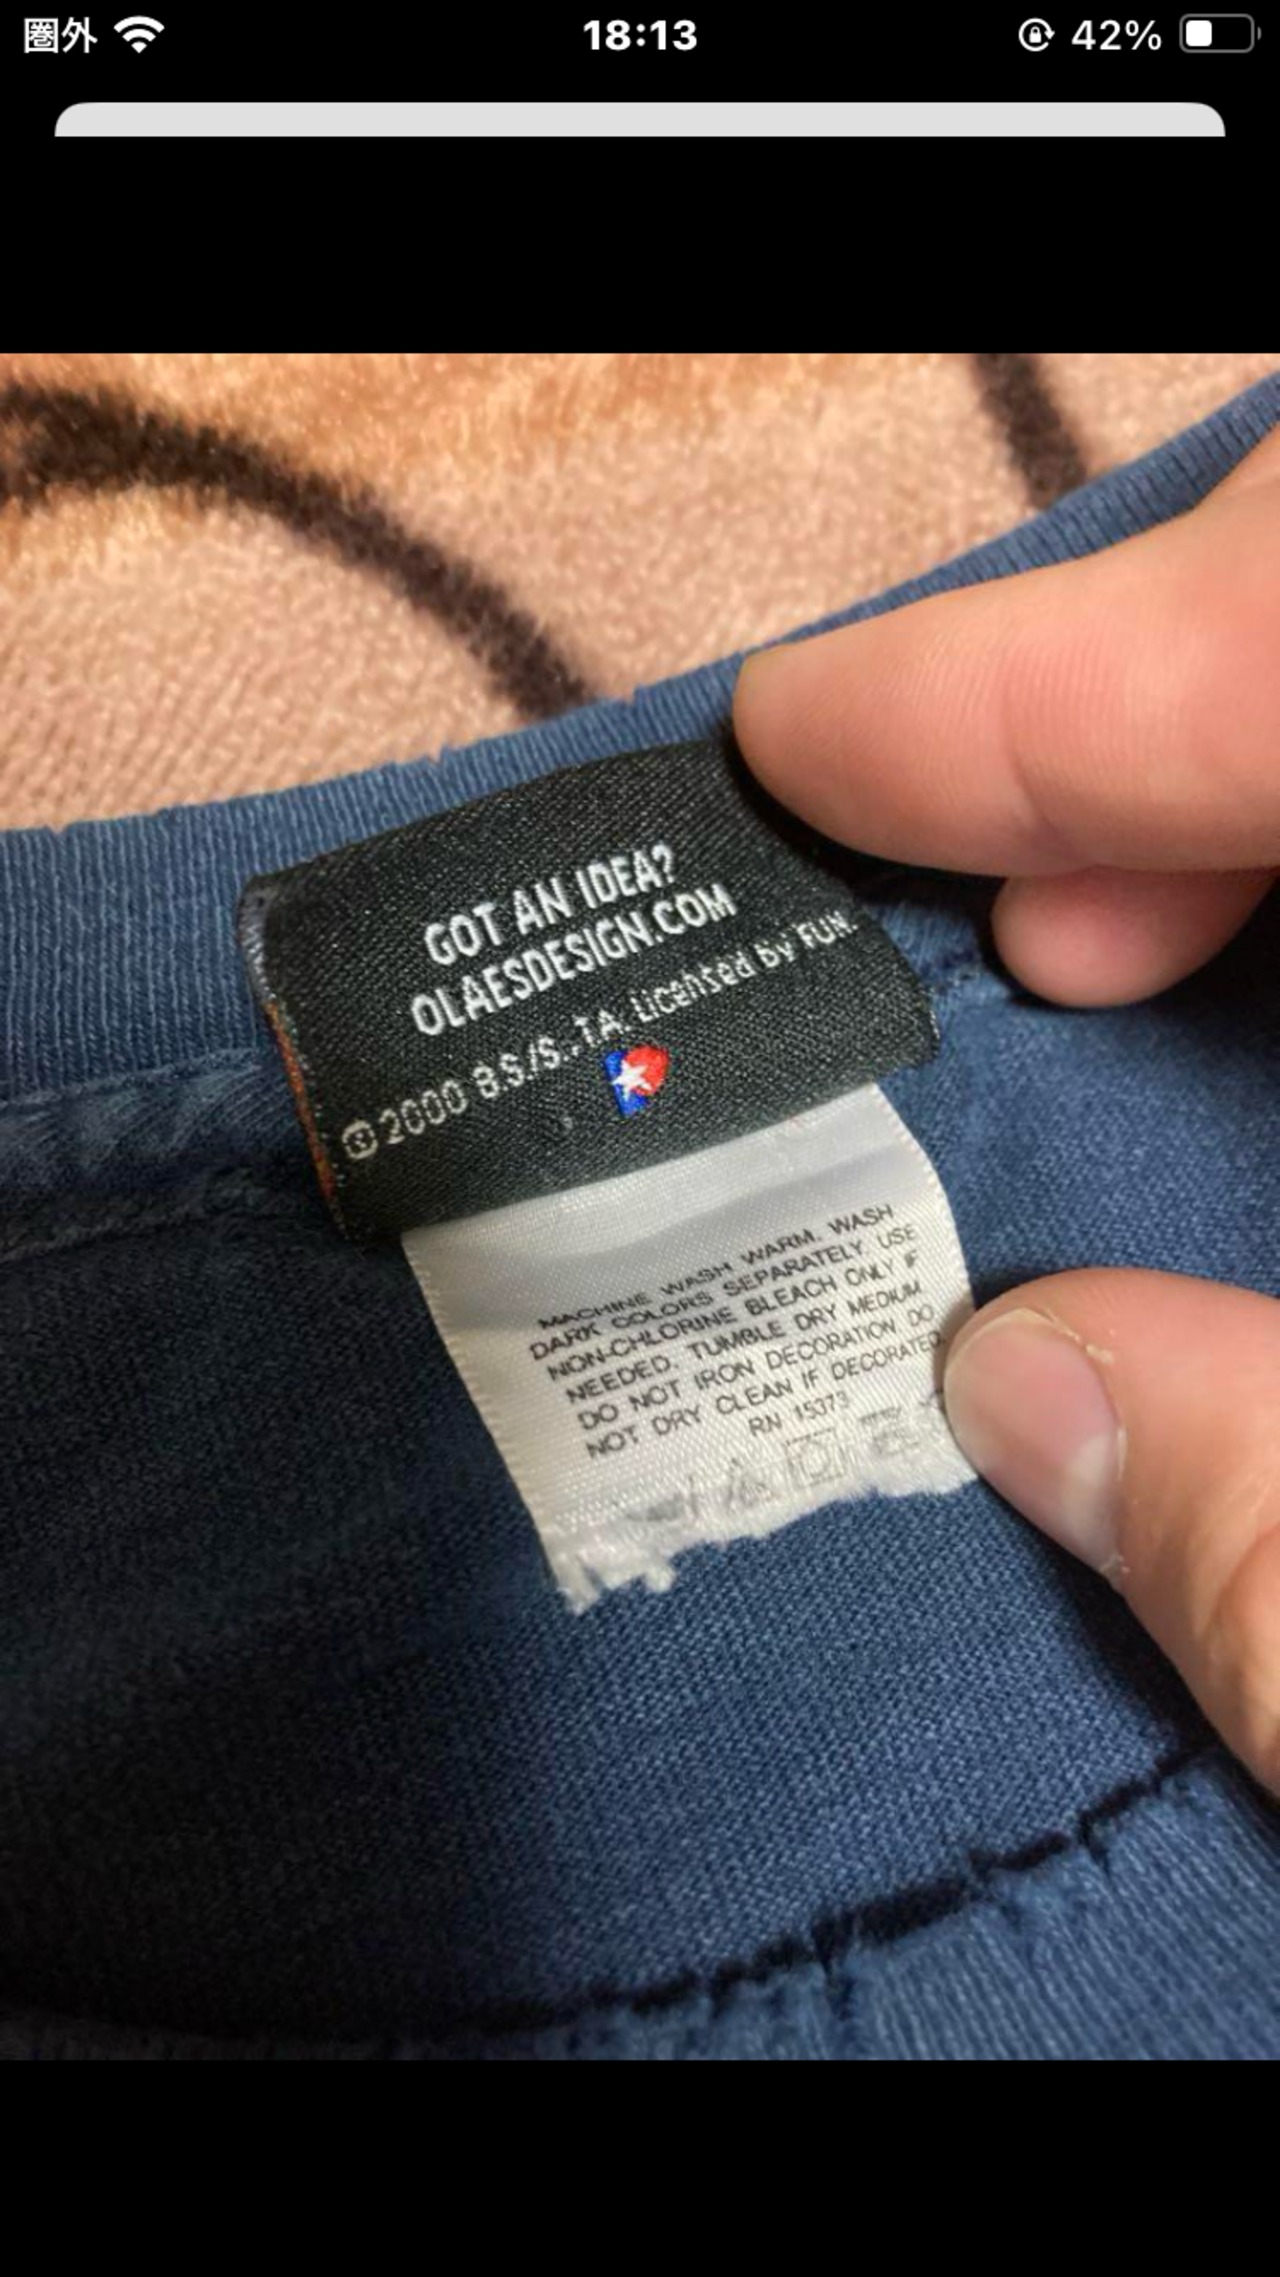 圏外
18:13
42%
GOT AN IDEA?
OLAESDESIGN.COM
©2000 B.S/S.,T.A. Licensed by FUN.
MACHINE WASH WARM. WASH
DARK COLORS SEPARATELY. USE
NON-CHLORINE BLEACH ONLY IF
NEEDED. TUMBLE DRY MEDIUM
DO NOT IRON DECORATION DO
NOT DRY CLEAN IF DECORATED
RN 15373